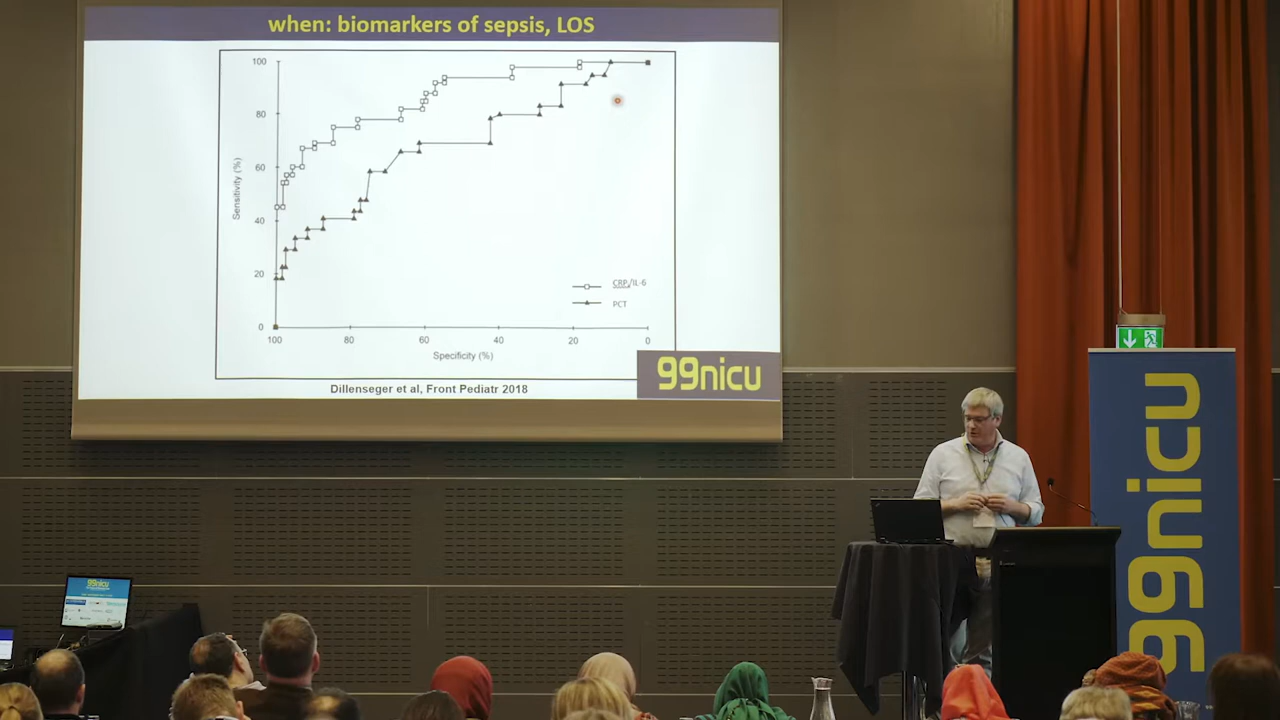 when: biomarkers of sepsis, LOS
100
80
60
40
20
0
Sensitivity (%)
100 80 60 40 20 0
Specificity (%)
CRP/IL-6
PCT
Dillenseger et al, Front Pediatr 2018
99nicu
99nicu
99nicu